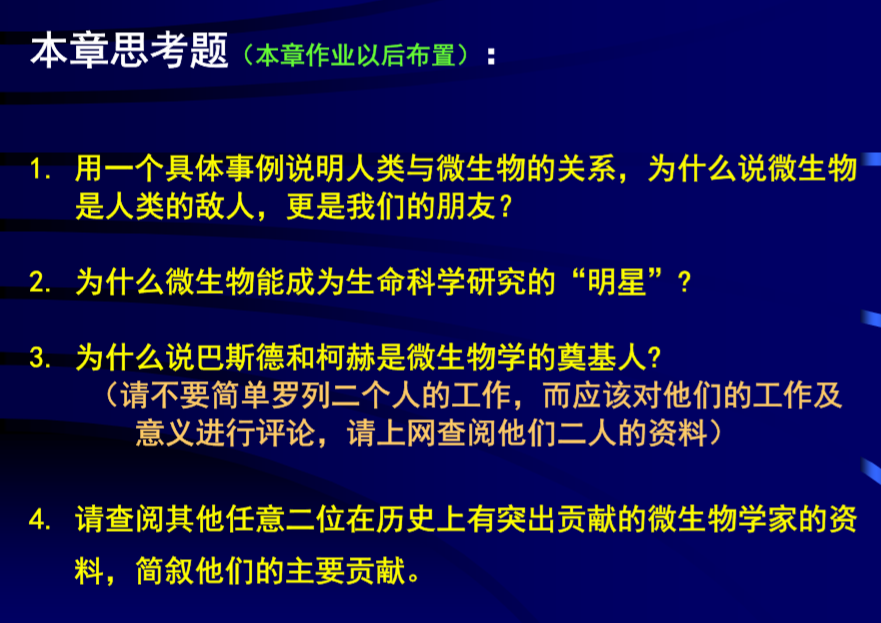 本章思考题（本章作业以后布置）：
1. 用一个具体事例说明人类与微生物的关系，为什么说微生物
是人类的敌人，更是我们的朋友？
2. 为什么微生物能成为生命科学研究的“明星”？
3. 为什么说巴斯德和柯赫是微生物学的奠基人？
（请不要简单罗列二个人的工作，而应该对他们的工作及
意义进行评论，请上网查阅他们二人的资料）
4. 请查阅其他任意二位在历史上有突出贡献的微生物学家的资
料，简叙他们的主要贡献。